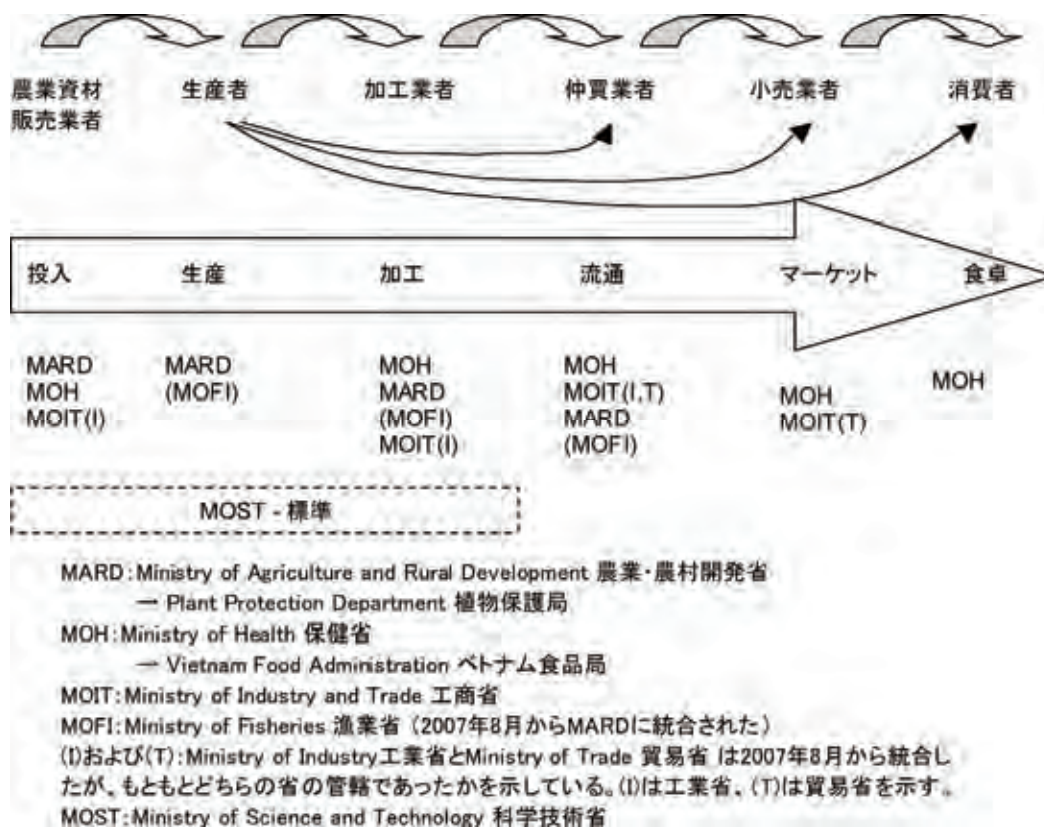 農業資材 生産者 加工業者 仲買業者 小売業者 消費者
販売業者
投入 生産 加工 流通 マーケット 食卓
MARD MARD MOH MOH MOH MOH
MOH (MOFI) MARD MOIT(I,T) MOIT(T)
MOIT(I) (MOFI) MARD
MOIT(I) (MOFI)
MOST - 標準
MARD:Ministry of Agriculture and Rural Development 農業・農村開発省
― Plant Protection Department 植物保護局
MOH:Ministry of Health 保健省
― Vietnam Food Administration ベトナム食品局
MOIT:Ministry of Industry and Trade 工商省
MOFI:Ministry of Fisheries 漁業省 (2007年8月からMARDに統合された)
(I)および(T):Ministry of Industry工業省とMinistry of Trade 貿易省 は2007年8月から統合し
たが、もともとどちらの省の管轄であったかを示している。(I)は工業省、(T)は貿易省を示す。
MOST:Ministry of Science and Technology 科学技術省